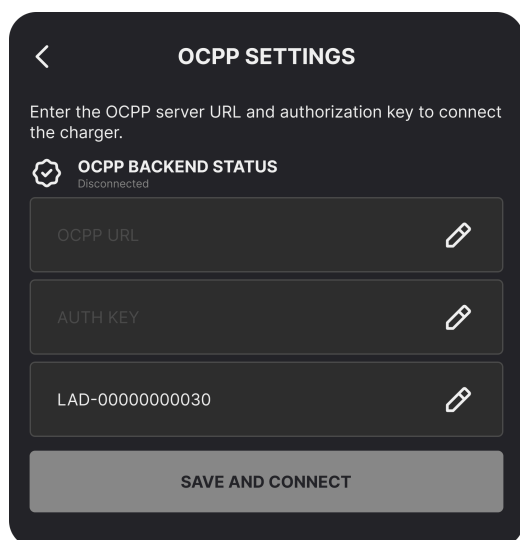 OCPP SETTINGS
Enter the OCPP server URL and authorization key to connect
the charger.
OCPP BACKEND STATUS
Disconnected
OCPP URL
AUTH KEY
LAD-00000000030
SAVE AND CONNECT